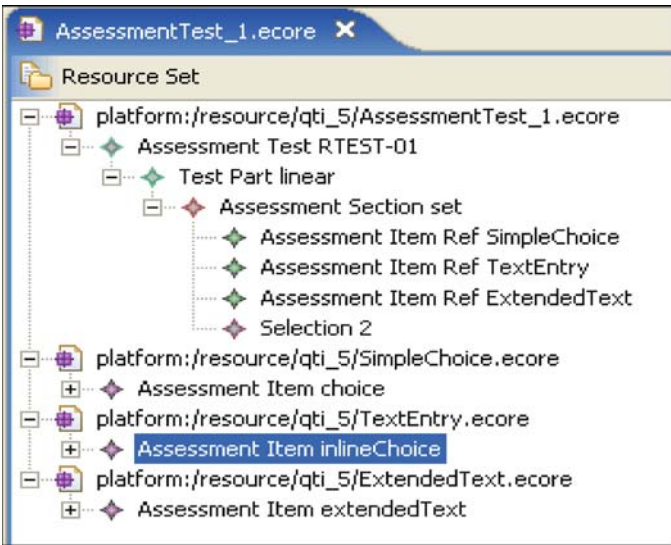 AssessmentTest_1.ecore
Resource Set
platform:/resource/qti_5/AssessmentTest_1.ecore
Assessment Test RTEST-01
Test Part linear
Assessment Section set
Assessment Item Ref SimpleChoice
Assessment Item Ref TextEntry
Assessment Item Ref ExtendedText
Selection 2
platform:/resource/qti_5/SimpleChoice.ecore
Assessment Item choice
platform:/resource/qti_5/TextEntry.ecore
Assessment Item inlineChoice
platform:/resource/qti_5/ExtendedText.ecore
Assessment Item extendedText